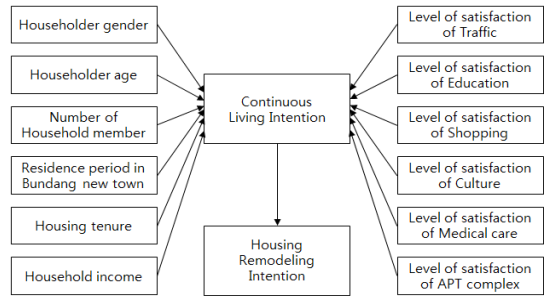 Householder gender
Householder age
Number of
Household member
Residence period in
Bundang new town
Housing tenure
Household income
Continuous
Living Intention
Housing
Remodeling
Intention
Level of satisfaction
of Traffic
Level of satisfaction
of Education
Level of satisfaction
of Shopping
Level of satisfaction
of Culture
Level of satisfaction
of Medical care
Level of satisfaction
of APT complex